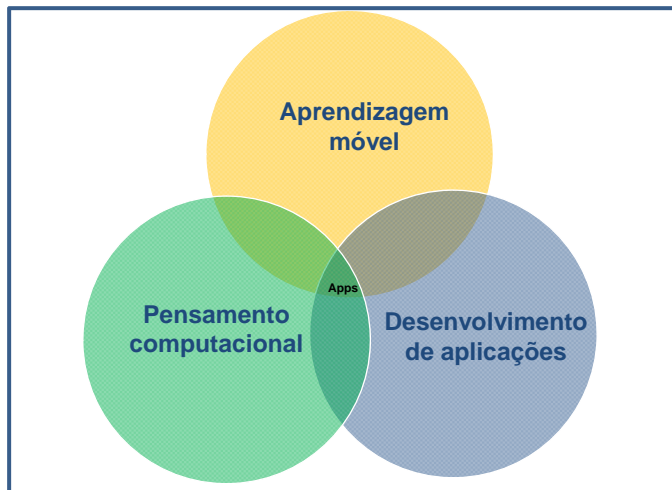 Aprendizagem
móvel
Apps
Pensamento
computacional
Desenvolvimento
de aplicações